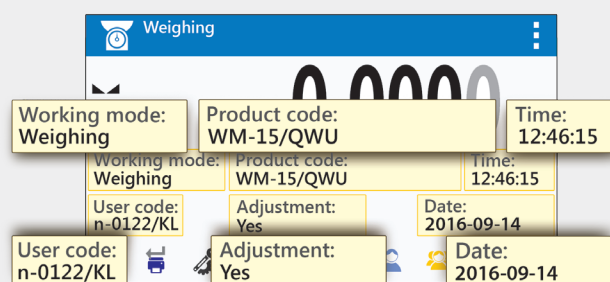 Weighing
0.0000
Working mode:
Weighing
Product code:
WM-15/QWU
Time:
12:46:15
Working mode:
Weighing
Product code:
WM-15/QWU
Time:
12:46:15
User code:
n-0122/KL
Adjustment:
Yes
Date:
2016-09-14
User code:
n-0122/KL
Adjustment:
Yes
Date:
2016-09-14